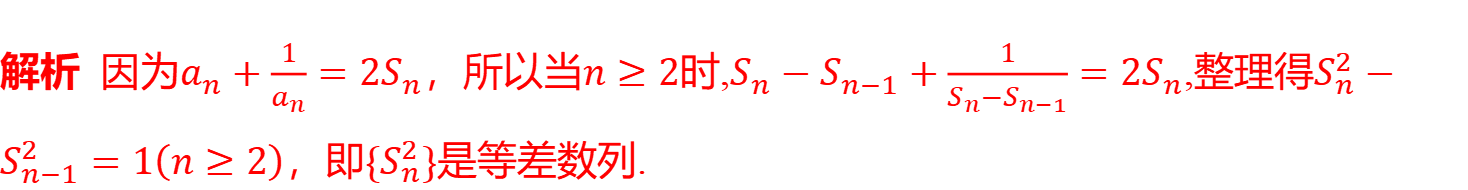 解析 因为$a_n + \frac{1}{a_n} = 2S_n$，所以当$n \geq 2$时,$S_n - S_{n-1} + \frac{1}{S_n - S_{n-1}} = 2S_n$,整理得$S_n^2 -$
$S_{n-1}^2 = 1(n \geq 2)$，即{$S_n^2$}是等差数列.